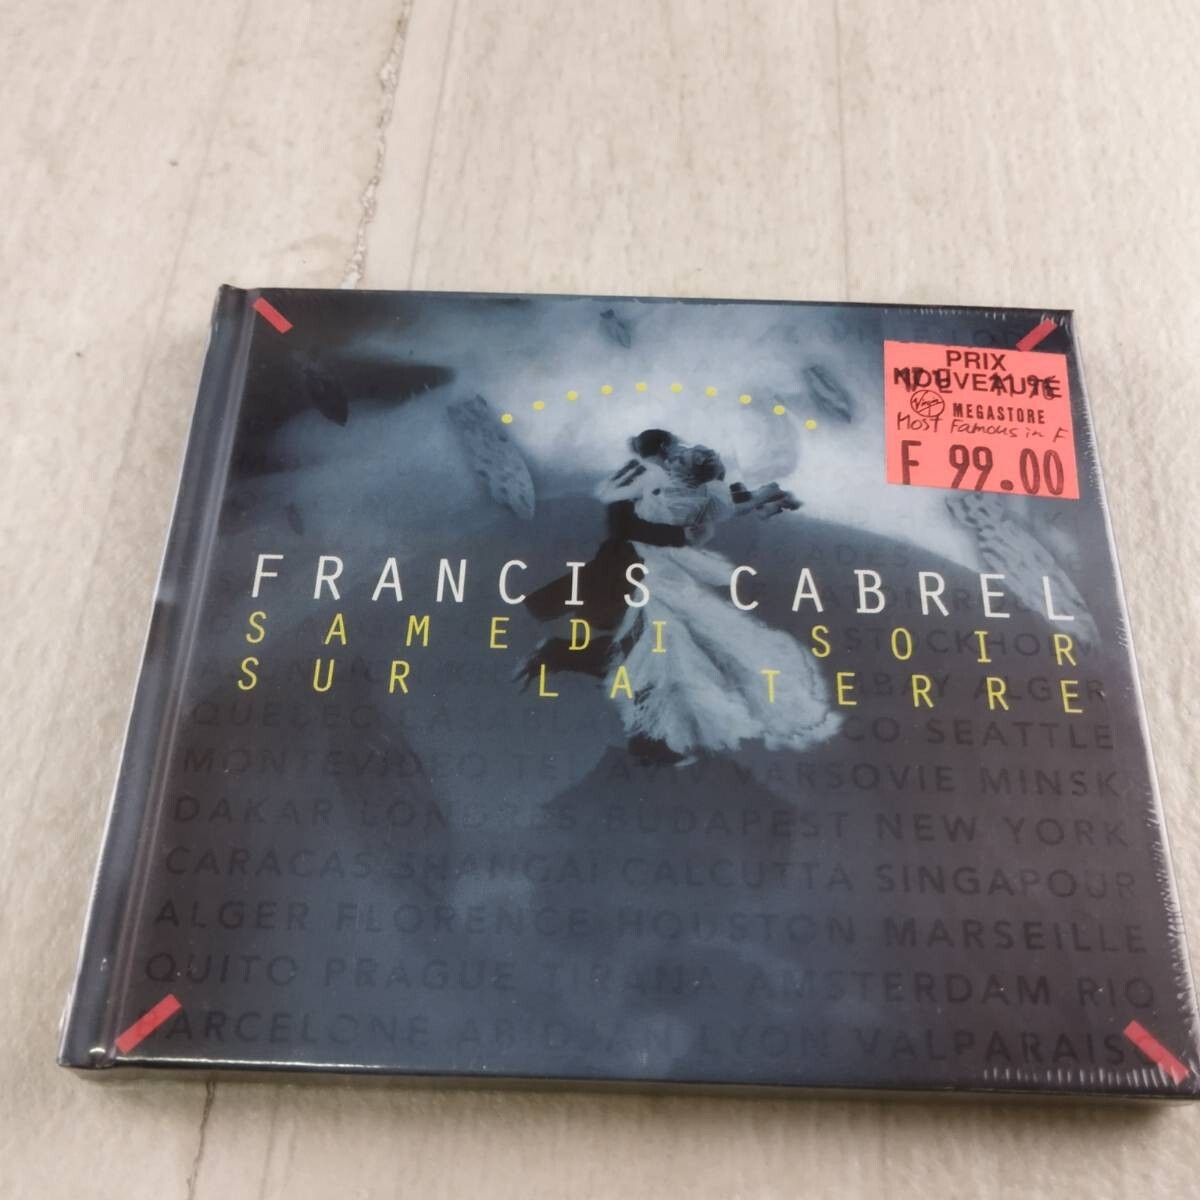 PRIX
NOUVEAUTE
Virgin MEGASTORE
Most Famous in F
F 99.00
FRANCIS CABREL
SAMEDI SOIR
STOCKHOLM
SUR LA TERRE
ALGER
QUEBEC SEATTLE
MONTEVIDEO TEL AVIV VARSOVIE MINSK
DAKAR LONDRES BUDAPEST NEW YORK
CARACAS SHANGAI CALCUTTA SINGAPOUR
ALGER FLORENCE HOUSTON MARSEILLE
QUITO PRAGUE TIRANA AMSTERDAM RIO
BARCELONE ABIDJAN LYON VALPARAISO